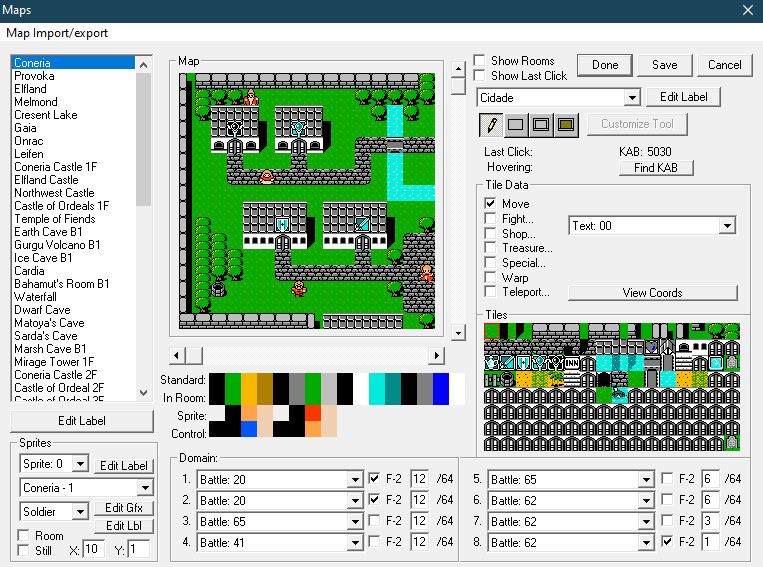 Maps
Map Import/export
Coneria
Provoka
Elfland
Melmond
Cresent Lake
Gaia
Onrac
Leifen
Coneria Castle 1F
Elfland Castle
Northwest Castle
Castle of Ordeals 1F
Temple of Fiends
Earth Cave B1
Gurgu Volcano B1
Ice Cave B1
Cardia
Bahamut's Room B1
Waterfall
Dwarf Cave
Matoya's Cave
Sarda's Cave
Marsh Cave B1
Mirage Tower 1F
Coneria Castle 2F
Castle of Ordeal 2F
Castle of Ordeal 3F
Edit Label
Sprites
Sprite: 0
Edit Label
Coneria - 1
Soldier
Edit Gfx
Edit Lbl
Room
Still
X: 10
Y: 1
Map
Standard:
In Room:
Sprite:
Control:
Show Rooms
Show Last Click
Done
Save
Cancel
Cidade
Edit Label
Customize Tool
Last Click:
KAB: 5030
Hovering:
Find KAB
Tile Data
Move
Fight...
Shop...
Treasure...
Special...
Warp
Teleport...
Text: 00
View Coords
Tiles
INN
Domain:
1. Battle: 20 F-2 12 /64
2. Battle: 20 F-2 12 /64
3. Battle: 65 F-2 12 /64
4. Battle: 41 F-2 12 /64
5. Battle: 65 F-2 6 /64
6. Battle: 62 F-2 6 /64
7. Battle: 62 F-2 3 /64
8. Battle: 62 F-2 1 /64